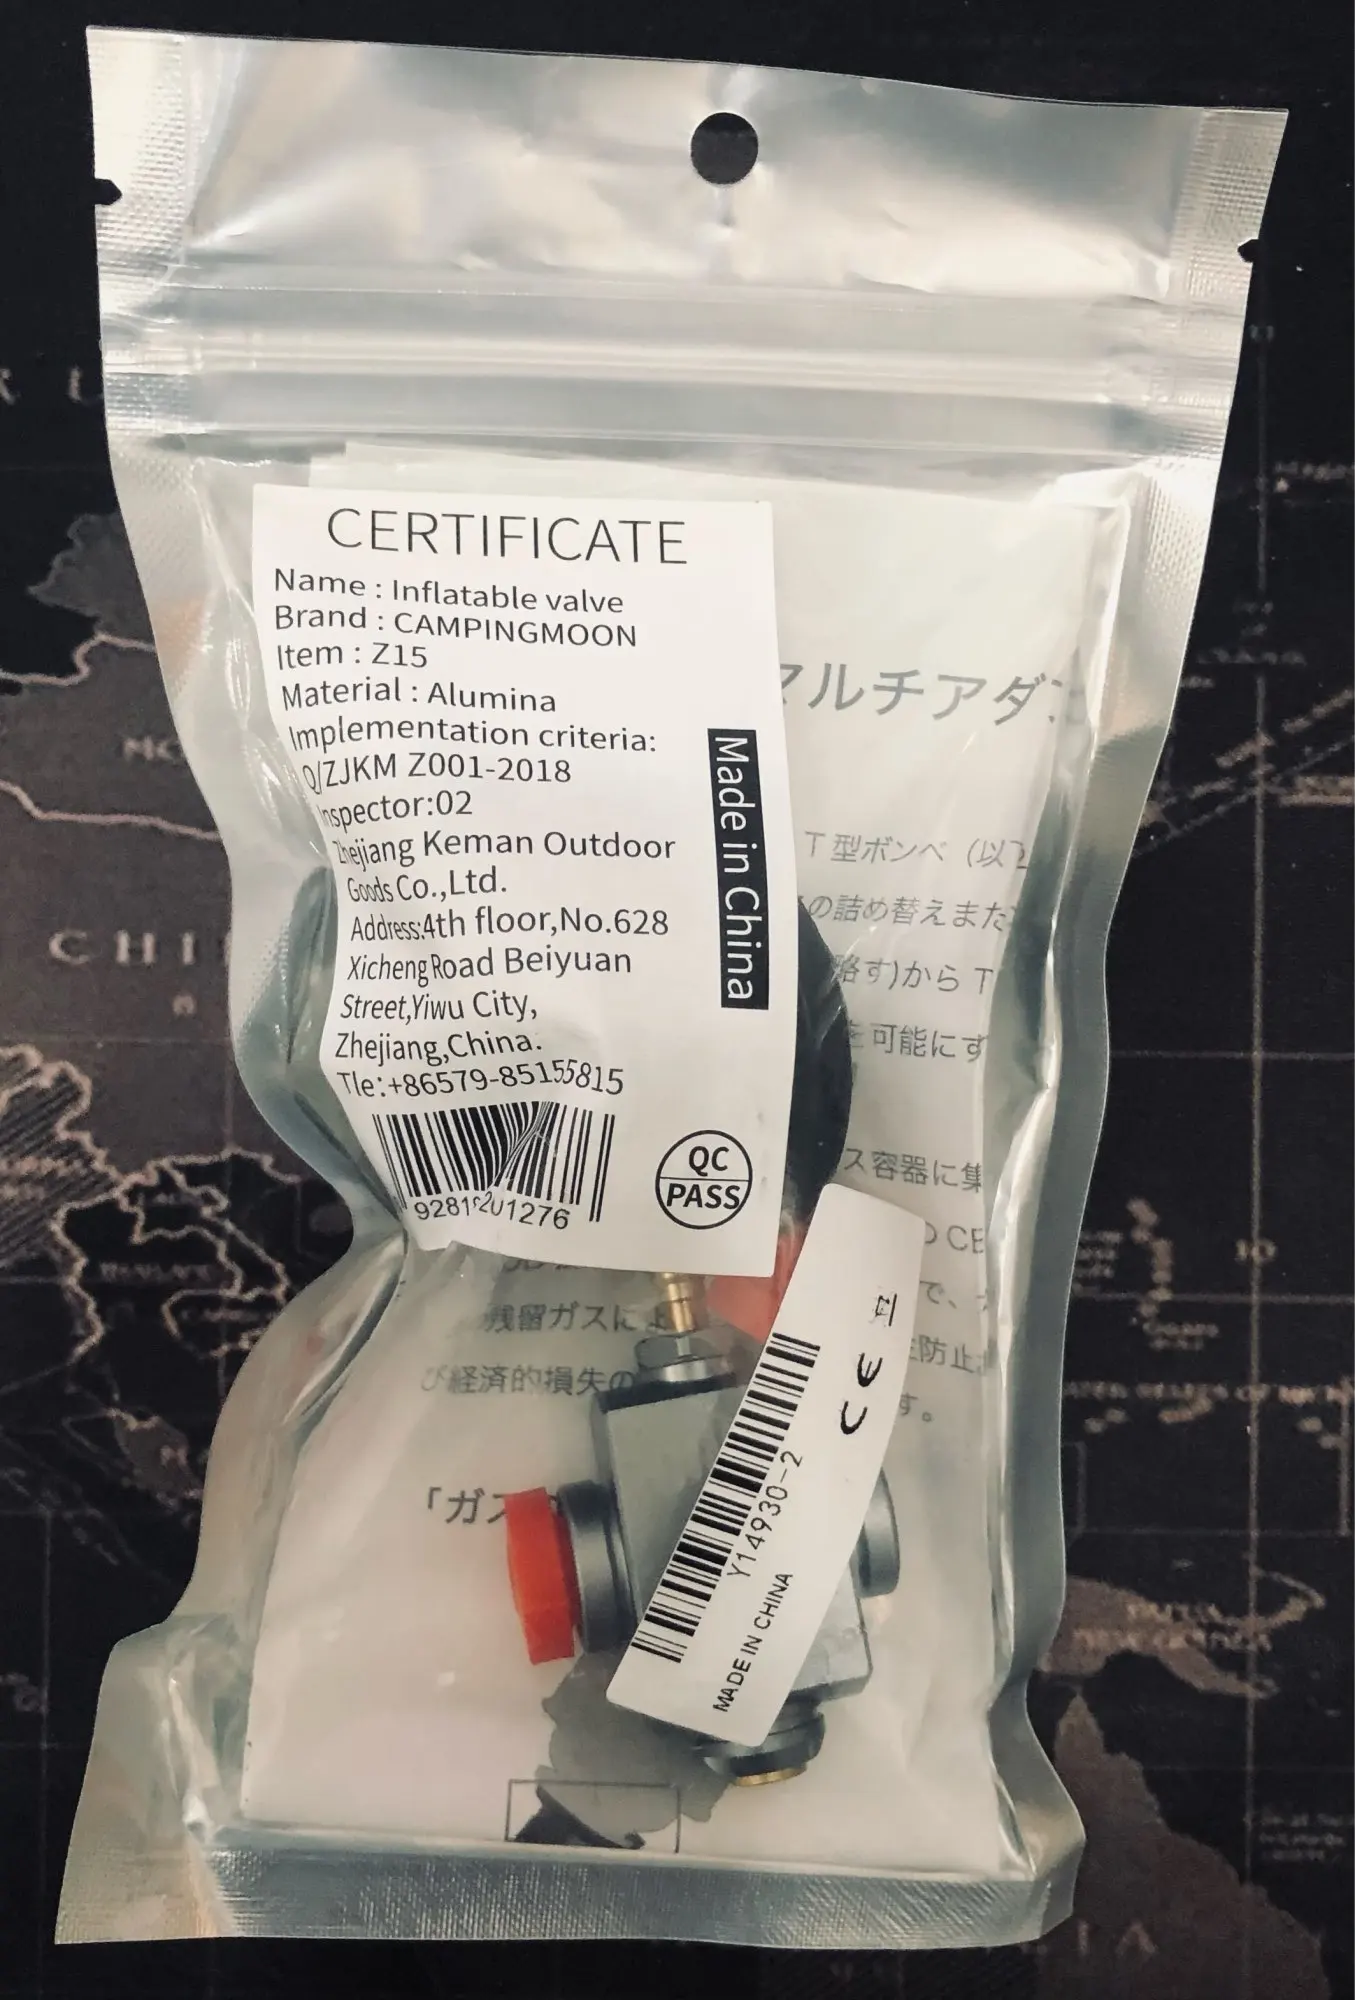 CERTIFICATE
Name : Inflatable valve
Brand : CAMPINGMOON
Item : Z15
Material : Alumina
Implementation criteria:
Q/ZJKM Z001-2018
Inspector:02
Zhejiang Keman Outdoor
Goods Co.,Ltd.
Address:4th floor,No.628
Xicheng Road Beiyuan
Street,Yiwu City,
Zhejiang,China.
Tle:+86579-85155815
Made in China
QC
PASS
マルチアダ
T型ボンベ (以
の詰め替えまた
略す)から T
を可能にす
ス容器に集
CE
で、
残留ガスによ
防止
び経済的損失の
す。
「ガス
CE
Y14930-2
MADE IN CHINA
CHI
10